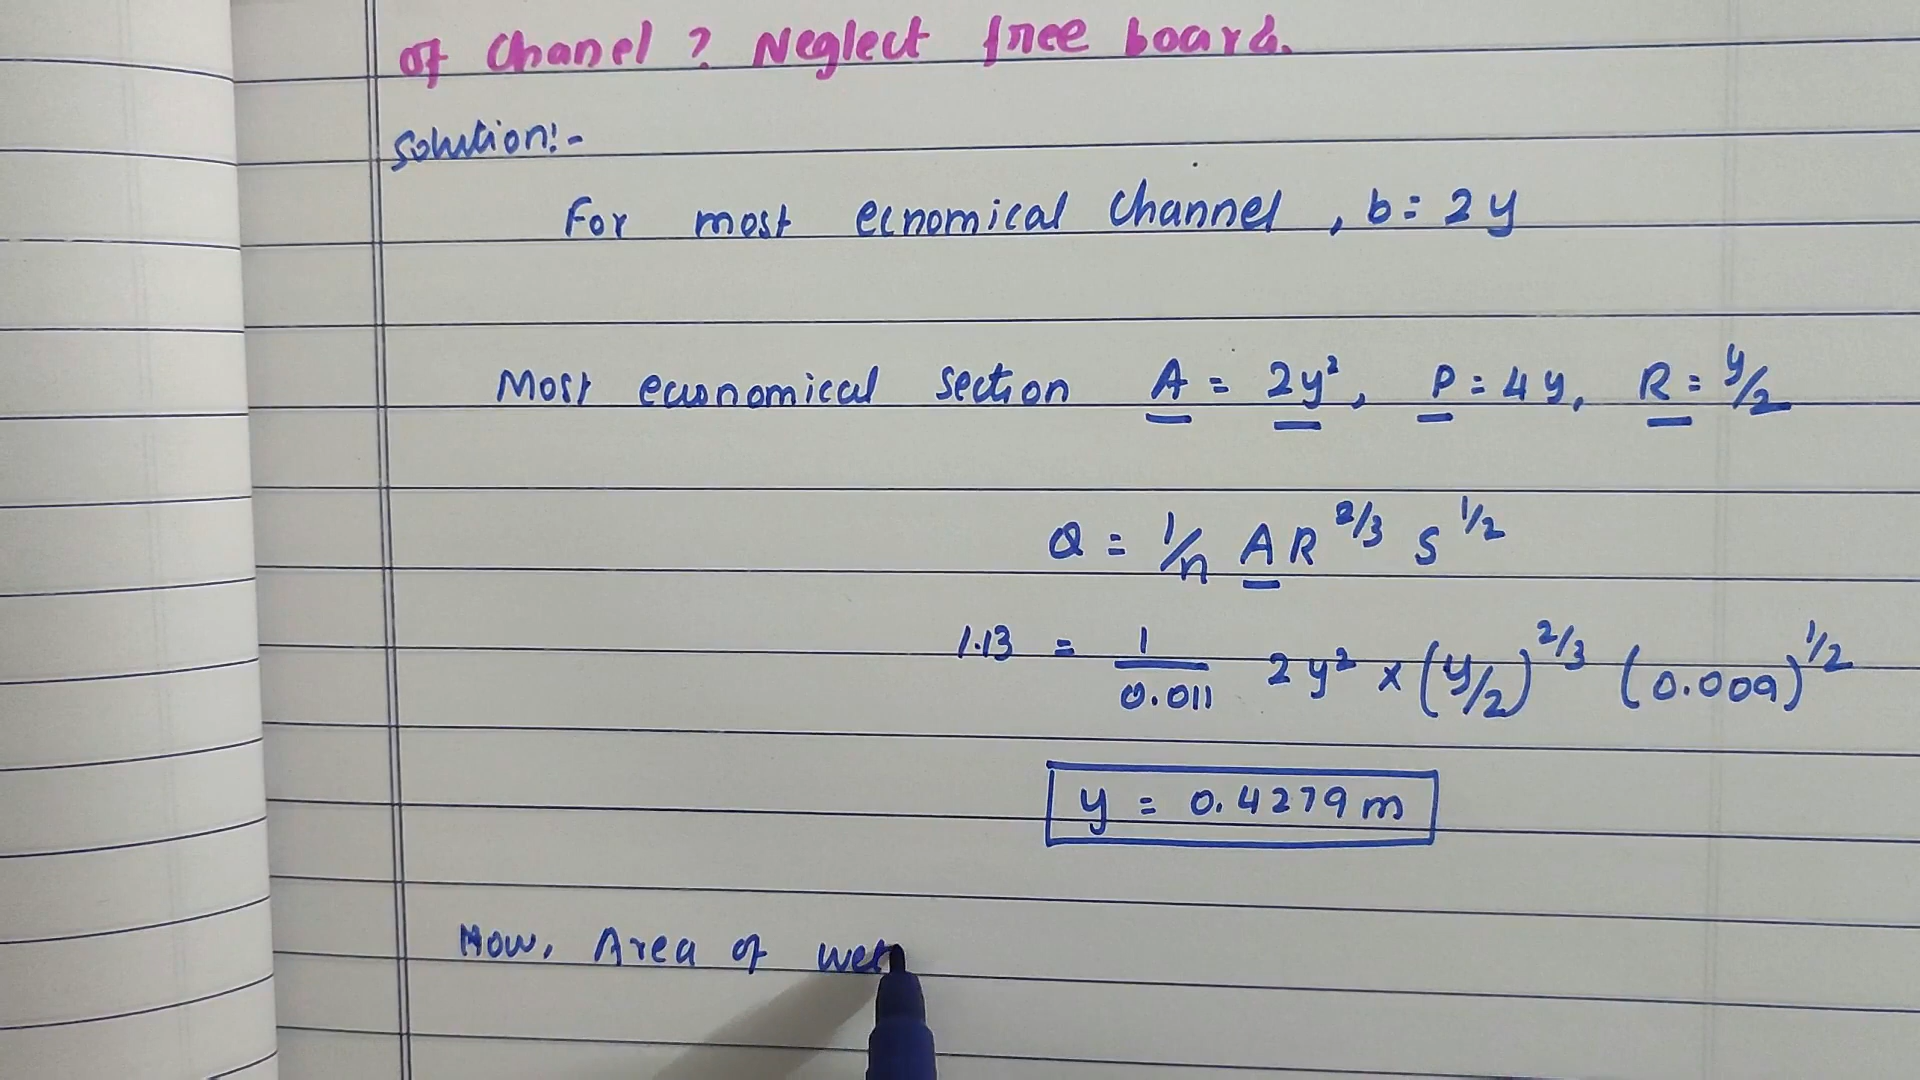 of Chanel ? Neglect free board.
Solution:-
For most ecnomical Channel , b = 2y
Most economical section A = 2y², P = 4y, R = y/2
Q = 1/n A R^2/3 S^1/2
1.13 = 1/0.011 2y² x (y/2)^2/3 (0.009)^1/2
y = 0.4279 m
Now, Area of wet